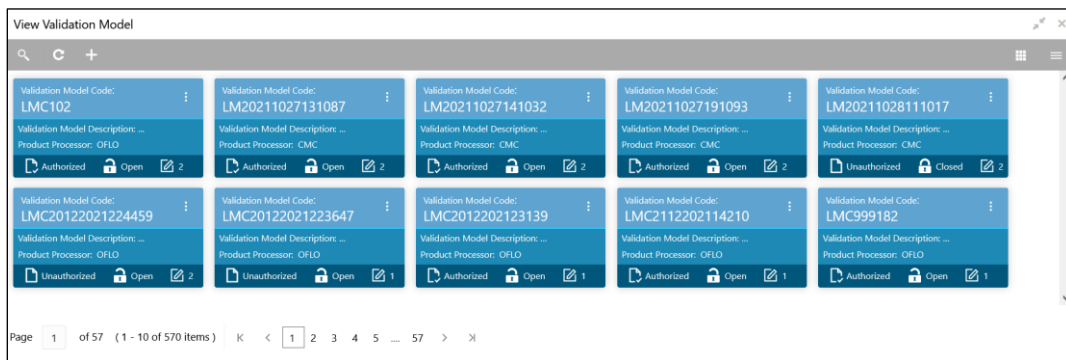 View Validation Model
Validation Model Code:
LMC102
Validation Model Description: ...
Product Processor: OFLO
Authorized Open 2
Validation Model Code:
LM20211027131087
Validation Model Description: ...
Product Processor: CMC
Authorized Open 2
Validation Model Code:
LM20211027141032
Validation Model Description: ...
Product Processor: CMC
Authorized Open 2
Validation Model Code:
LM20211027191093
Validation Model Description: ...
Product Processor: CMC
Authorized Open 2
Validation Model Code:
LM20211028111017
Validation Model Description: ...
Product Processor: CMC
Unauthorized Closed 2
Validation Model Code:
LMC20122021224459
Validation Model Description: ...
Product Processor: OFLO
Unauthorized Open 2
Validation Model Code:
LMC20122021223647
Validation Model Description: ...
Product Processor: OFLO
Unauthorized Open 1
Validation Model Code:
LMC2012202123139
Validation Model Description: ...
Product Processor: OFLO
Authorized Open 1
Validation Model Code:
LMC2112202114210
Validation Model Description: ...
Product Processor: OFLO
Authorized Open 1
Validation Model Code:
LMC999182
Validation Model Description: ...
Product Processor: OFLO
Authorized Open 1
Page 1 of 57 ( 1 - 10 of 570 items ) 1 2 3 4 5 .... 57